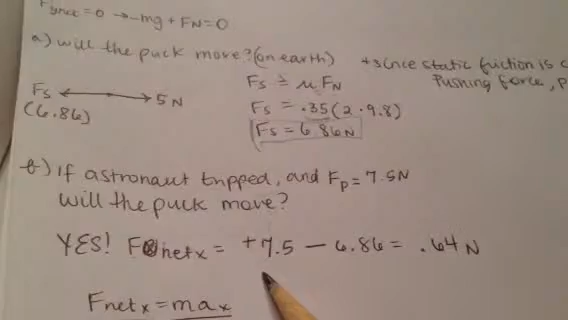 Fynet = 0 → -mg + FN = 0
a) will the puck move? (on earth)
+ since static friction is
Pushing force,
Fs ≥ μFN
Fs 5N
(6.86)
Fs = .35(2 · 9.8)
Fs = 6.86N
b) If astronaut tripped, and Fp = 7.5N
will the puck move?
YES! F netx = +7.5 - 6.86 = .64 N
Fnetx = max